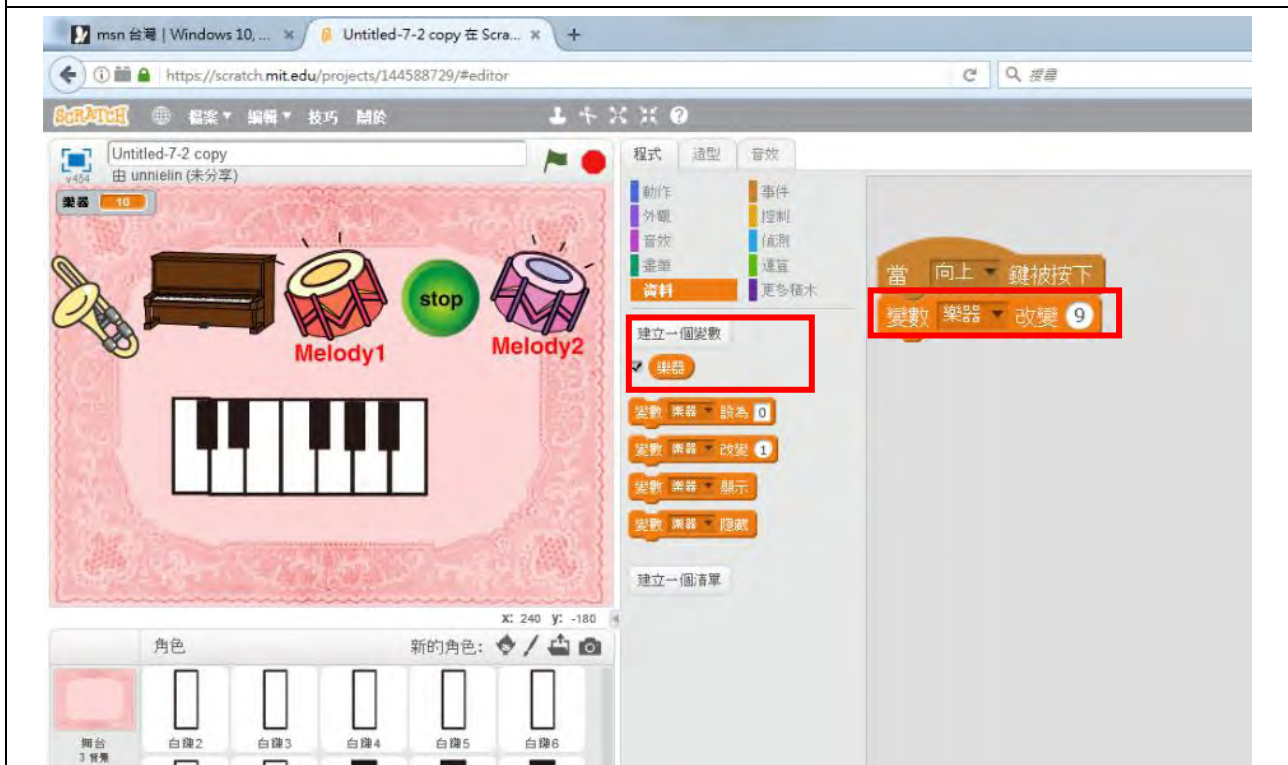 msn 台灣 | Windows 10, ...
Untitled-7-2 copy 在 Scra...
https://scratch.mit.edu/projects/144588729/#editor
搜尋
SCRATCH 檔案 編輯 技巧 關於
Untitled-7-2 copy
由 unnielin (未分享)
v454
樂器 10
stop
Melody1
Melody2
x: 240 y: -180
角色
新的角色:
舞台
3 背景
白鍵2
白鍵3
白鍵4
白鍵5
白鍵6
程式
造型
音效
動作
事件
外觀
控制
音效
偵測
畫筆
運算
資料
更多積木
建立一個變數
樂器
變數 樂器 設為 0
變數 樂器 改變 1
變數 樂器 顯示
變數 樂器 隱藏
建立一個清單
當 向上 鍵被按下
變數 樂器 改變 9